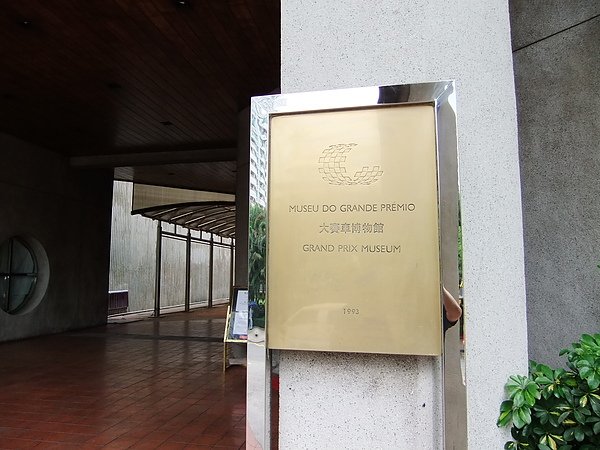 MUSEU DO GRANDE PREMIO
大賽車博物館
GRAND PRIX MUSEUM
1993